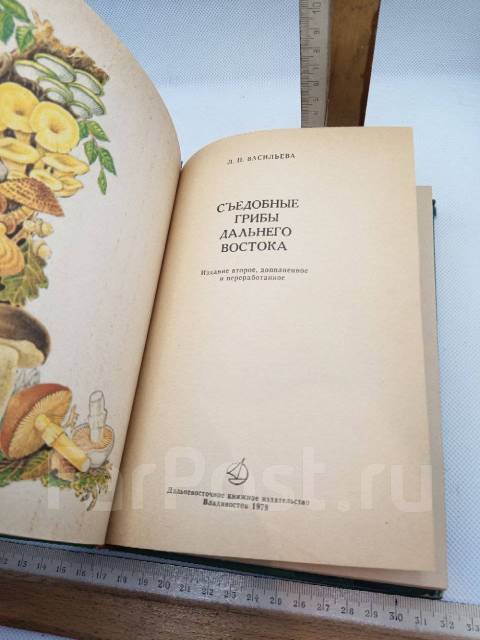 Л. Н. ВАСИЛЬЕВА
СЪЕДОБНЫЕ
ГРИБЫ
ДАЛЬНЕГО
ВОСТОКА
Издание второе, дополненное
и переработанное
Дальневосточное книжное издательство
Владивосток 1978
farPost.ru